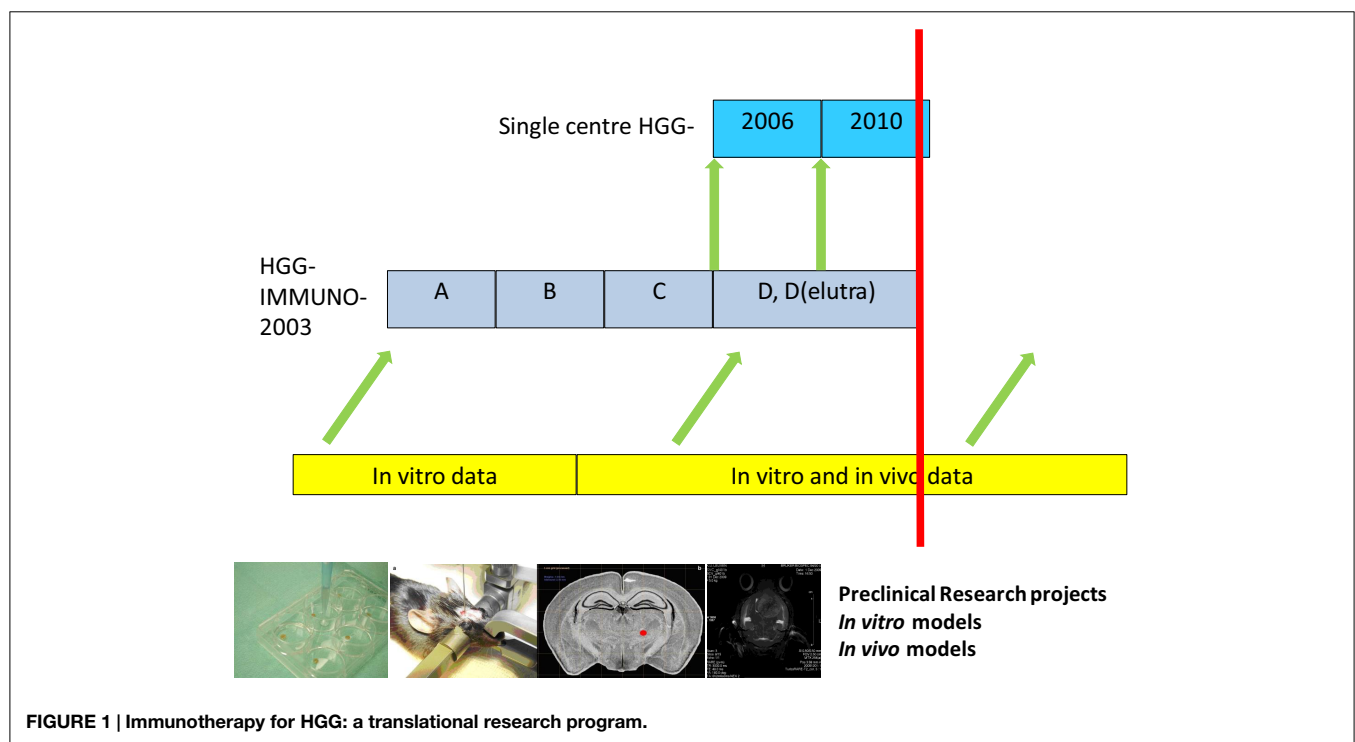 Single centre HGG-
2006
2010
HGG-
IMMUNO-
2003
A
B
C
D, D(elutra)
In vitro data
In vitro and in vivo data
a
b
Preclinical Research projects
In vitro models
In vivo models
FIGURE 1 | Immunotherapy for HGG: a translational research program.